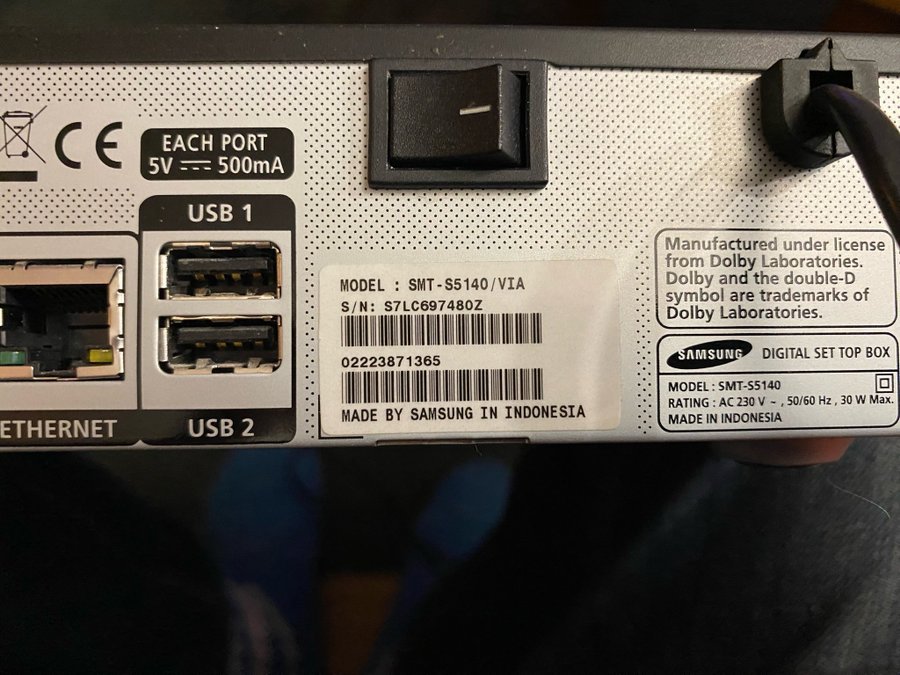 CE
EACH PORT
5V ⎓ 500mA
USB 1
USB 2
ETHERNET
MODEL : SMT-S5140/VIA
S/N: S7LC697480Z
02223871365
MADE BY SAMSUNG IN INDONESIA
Manufactured under license
from Dolby Laboratories.
Dolby and the double-D
symbol are trademarks of
Dolby Laboratories.
SAMSUNG DIGITAL SET TOP BOX
MODEL : SMT-S5140
RATING : AC 230 V ~ , 50/60 Hz , 30 W Max.
MADE IN INDONESIA